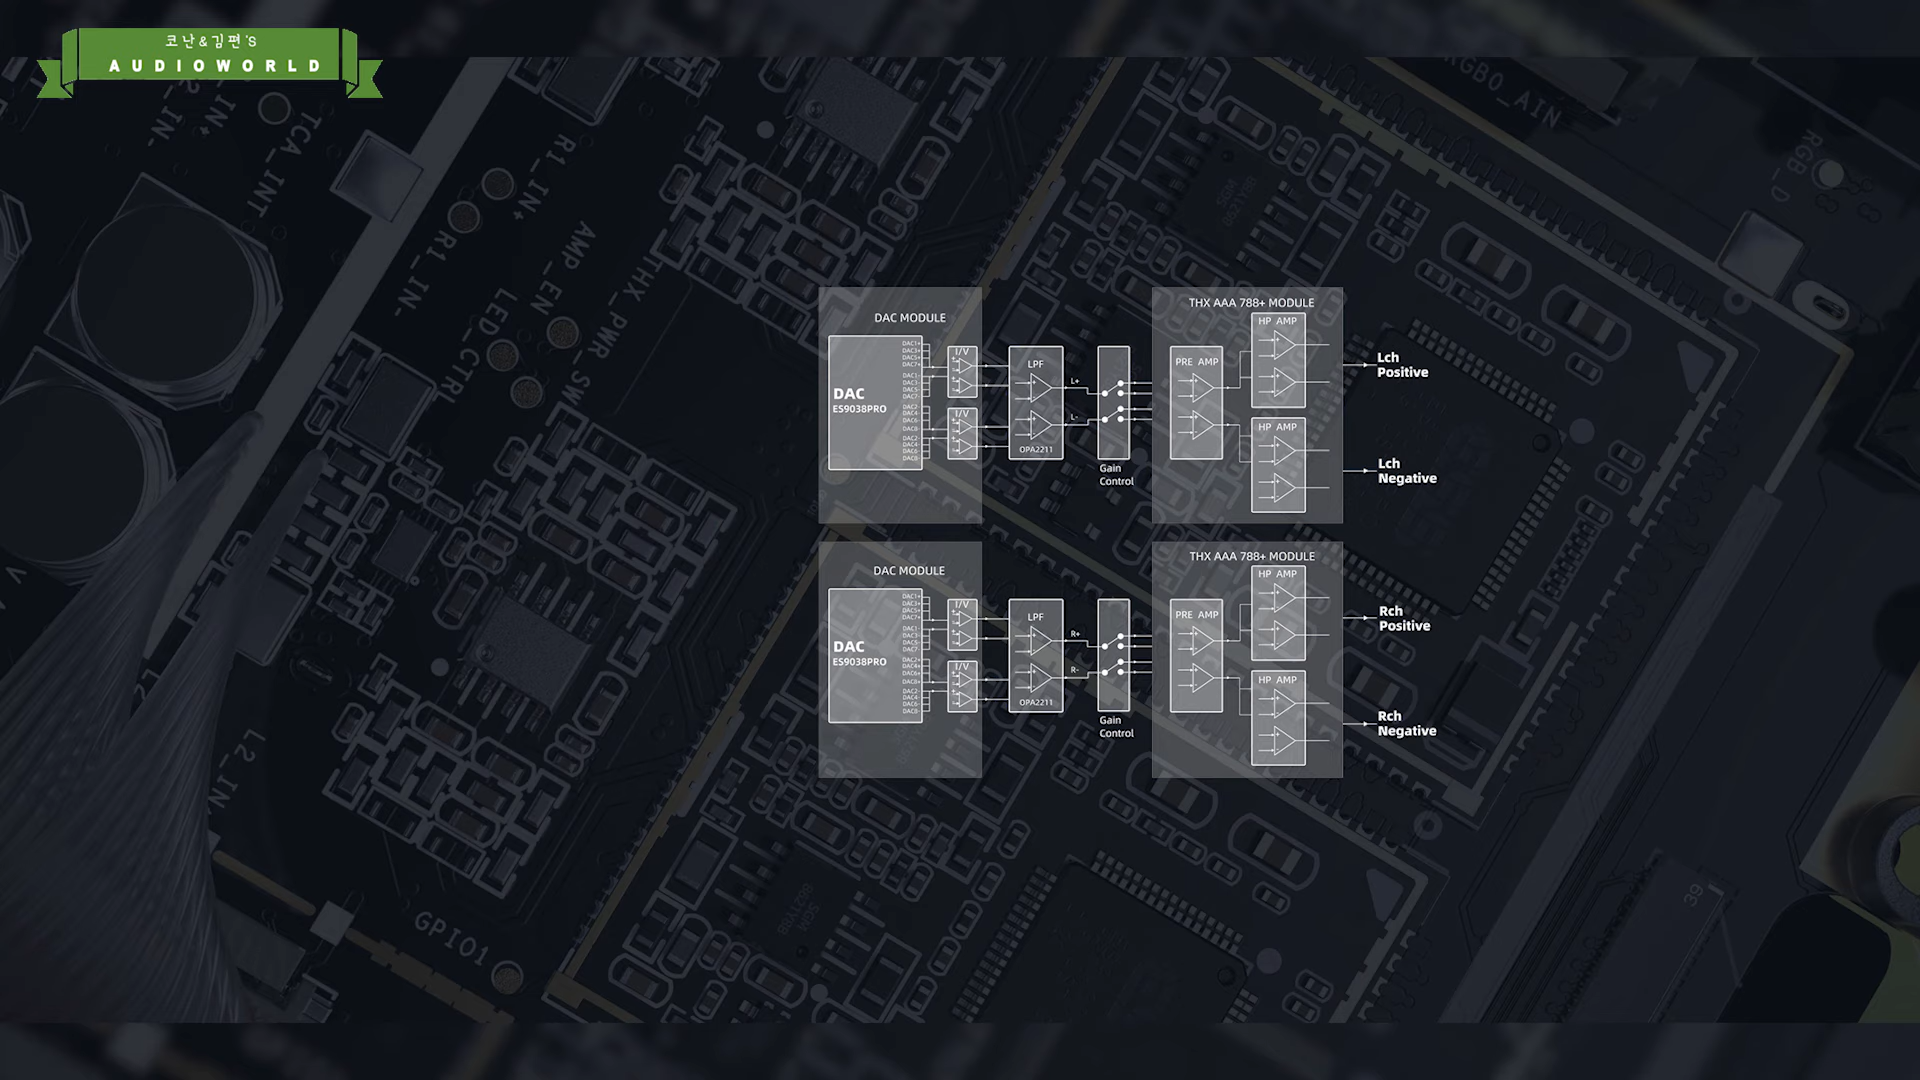 코난&김편'S
AUDIOWORLD
TCA_INT
R1_IN+
R1_IN-
AMP_EN
THX_PWR_SW
LED_CTRL
L2_IN
GPIO1
RGB0_AIN
RGB_D
39
DAC MODULE
DAC
ES9038PRO
I/V
I/V
LPF
OPA2211
L+
L-
Gain
Control
THX AAA 788+ MODULE
PRE AMP
HP AMP
HP AMP
Lch
Positive
Lch
Negative
DAC MODULE
DAC
ES9038PRO
I/V
I/V
LPF
OPA2211
R+
R-
Gain
Control
THX AAA 788+ MODULE
PRE AMP
HP AMP
HP AMP
Rch
Positive
Rch
Negative